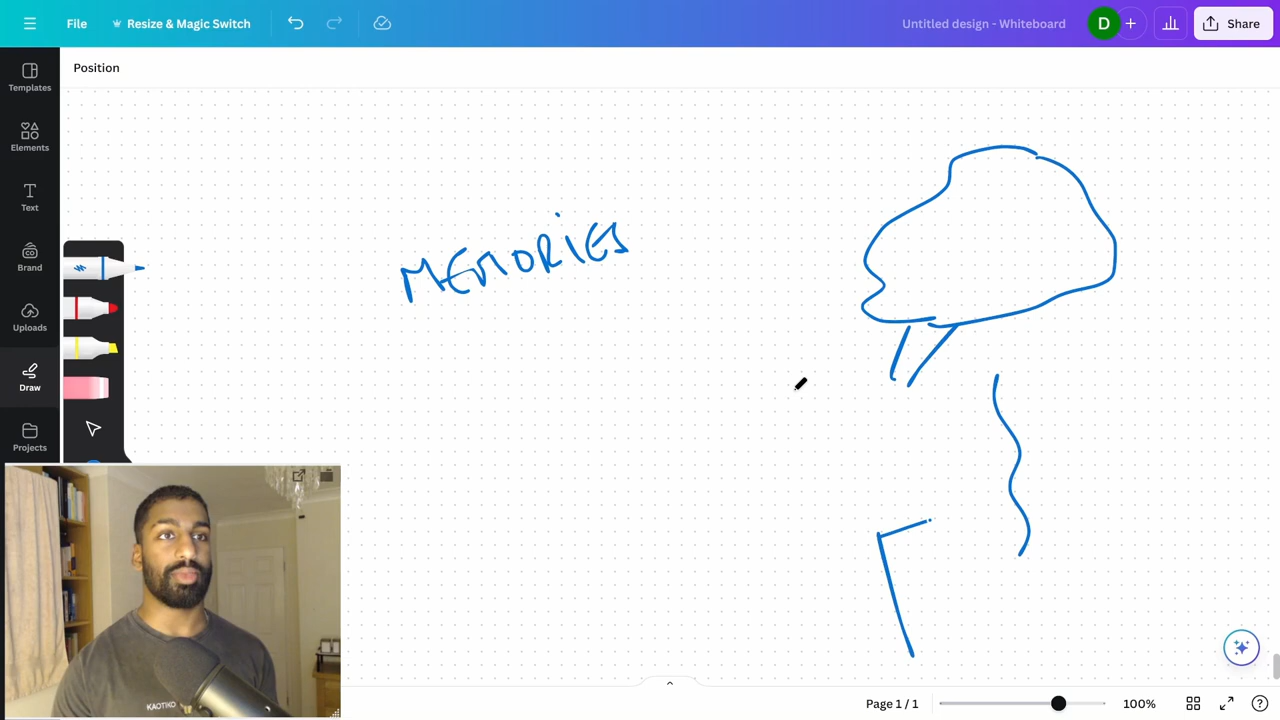 File
Resize & Magic Switch
Untitled design - Whiteboard
D
+
Share
Position
Templates
Elements
T
Text
Brand
Uploads
Draw
Projects
MEMORIES
KAOTIKO
Page 1 / 1
100%
?